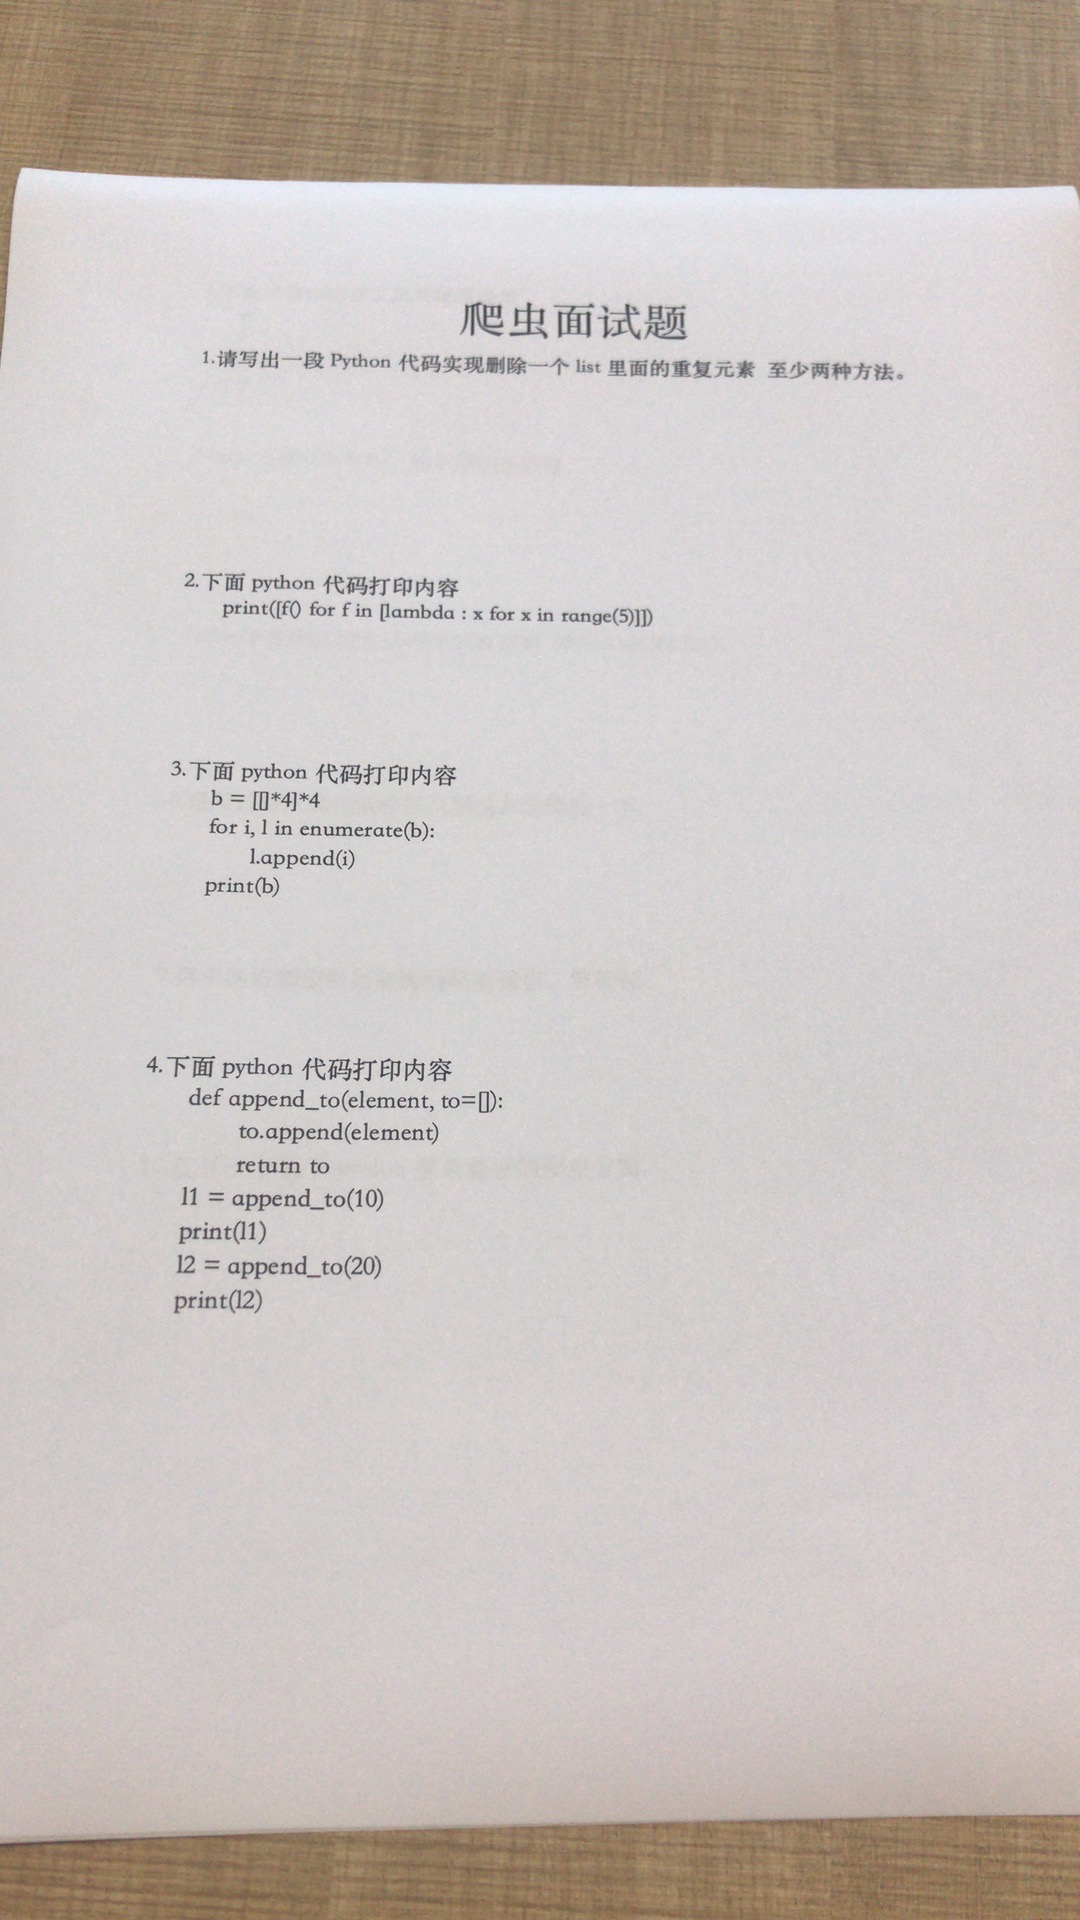 爬虫面试题
1.请写出一段 Python 代码实现删除一个 list 里面的重复元素 至少两种方法。
2.下面 python 代码打印内容
print([f() for f in [lambda : x for x in range(5)]])
3.下面 python 代码打印内容
b = [[]*4]*4
for i, l in enumerate(b):
l.append(i)
print(b)
4.下面 python 代码打印内容
def append_to(element, to=[]):
to.append(element)
return to
l1 = append_to(10)
print(l1)
l2 = append_to(20)
print(l2)